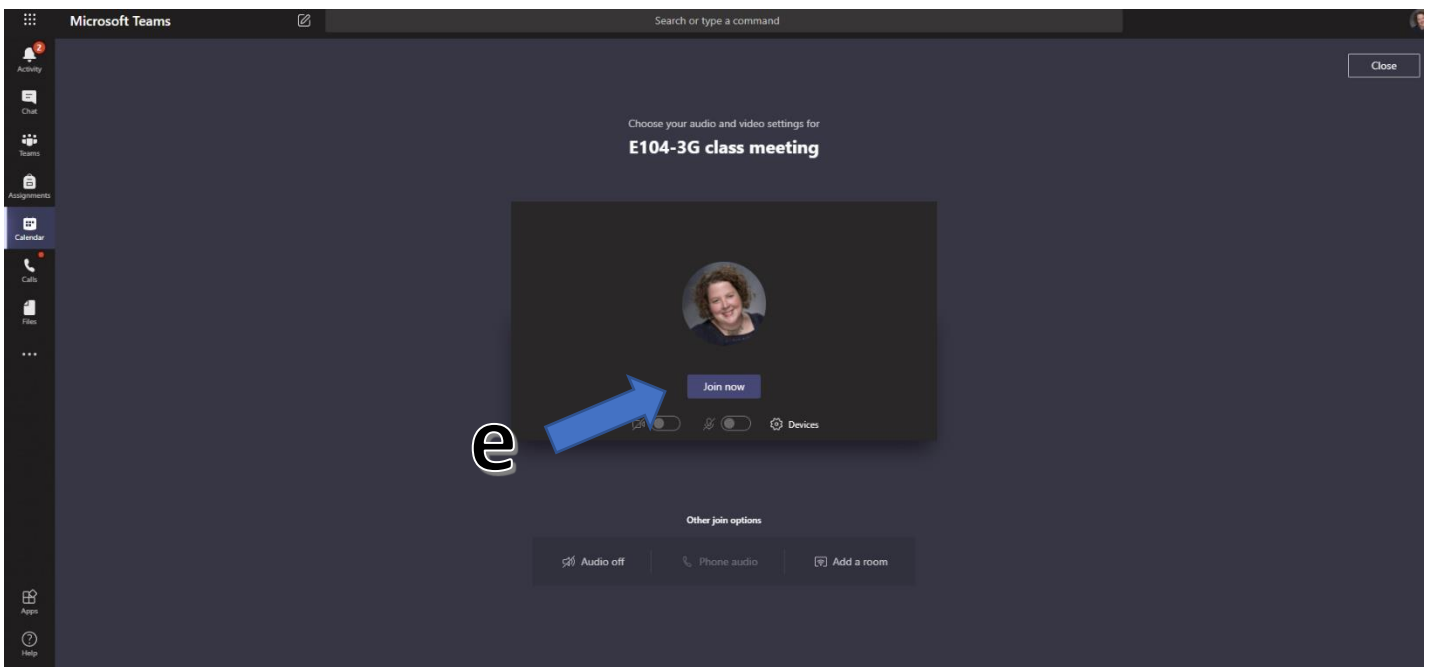 Microsoft Teams
Search or type a command
2
Activity
Chat
Teams
Assignments
Calendar
Calls
Files
Apps
Help
Close
Choose your audio and video settings for
E104-3G class meeting
Join now
Devices
e
Other join options
Audio off
Phone audio
Add a room